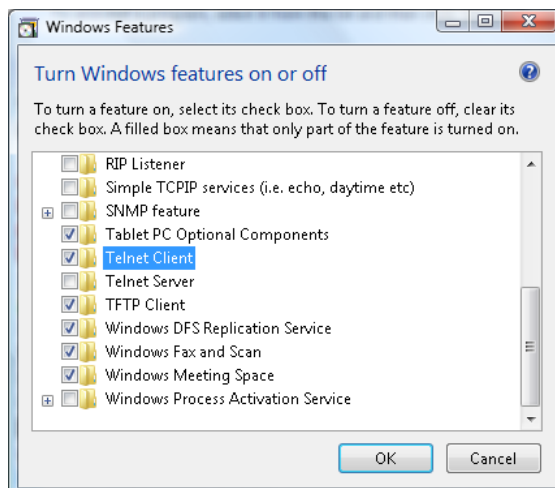 Windows Features
Turn Windows features on or off
To turn a feature on, select its check box. To turn a feature off, clear its
check box. A filled box means that only part of the feature is turned on.
RIP Listener
Simple TCPIP services (i.e. echo, daytime etc)
SNMP feature
Tablet PC Optional Components
Telnet Client
Telnet Server
TFTP Client
Windows DFS Replication Service
Windows Fax and Scan
Windows Meeting Space
Windows Process Activation Service
OK Cancel